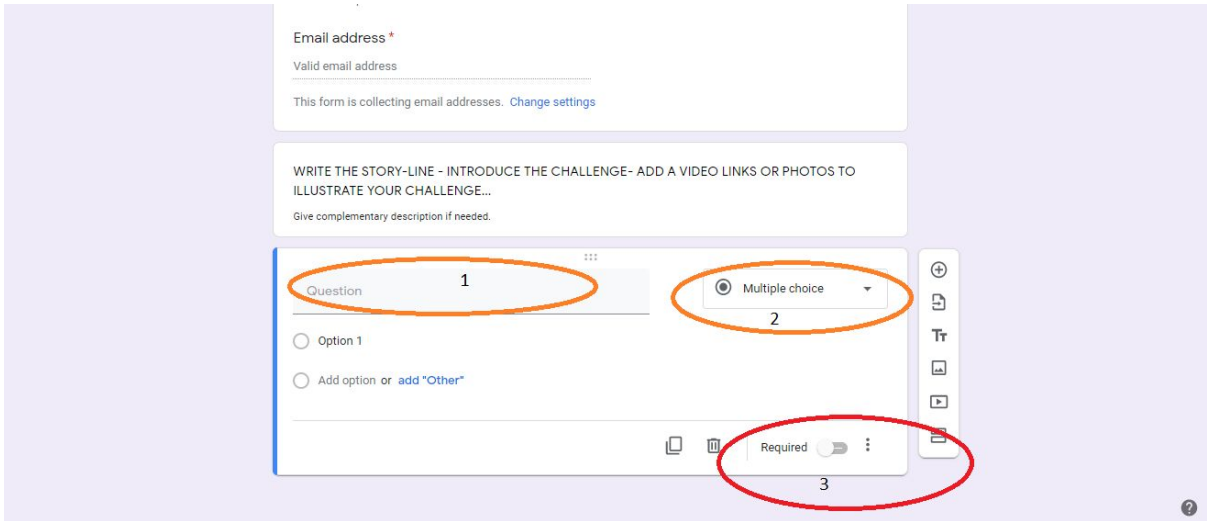 Email address *
Valid email address
This form is collecting email addresses. Change settings
WRITE THE STORY-LINE - INTRODUCE THE CHALLENGE- ADD A VIDEO LINKS OR PHOTOS TO
ILLUSTRATE YOUR CHALLENGE...
Give complementary description if needed.
Question 1
Multiple choice
2
Option 1
Add option or add "Other"
Required
3